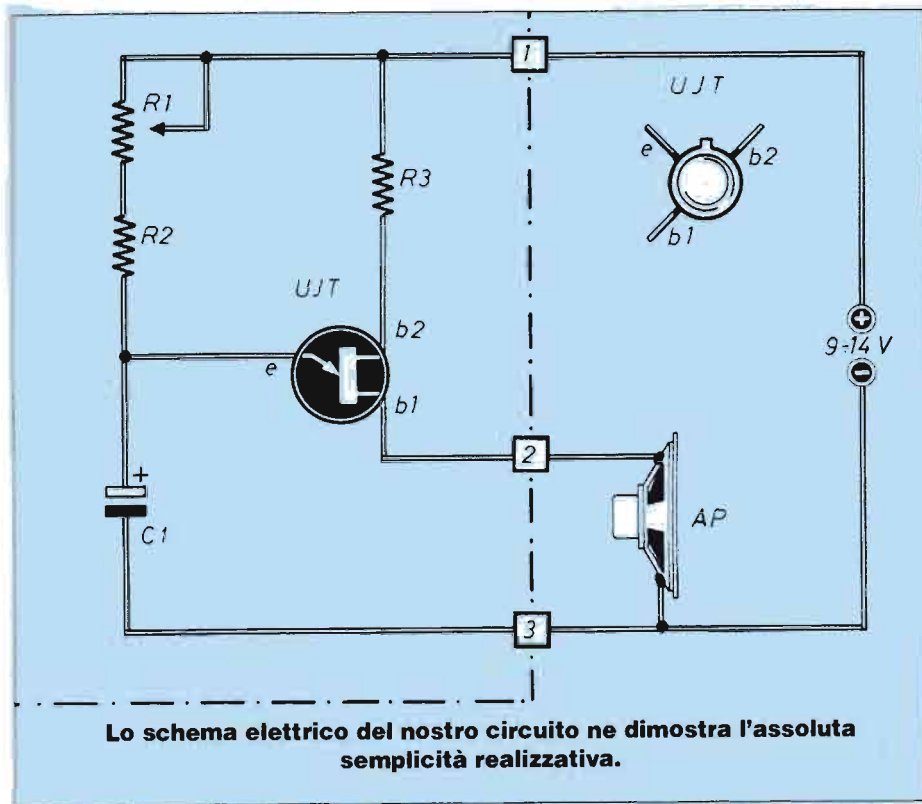 1
UJT
R1
e
b2
b1
R3
R2
UJT
b2
e
b1
9÷14 V
2
+
C1
AP
3
Lo schema elettrico del nostro circuito ne dimostra l'assoluta
semplicità realizzativa.